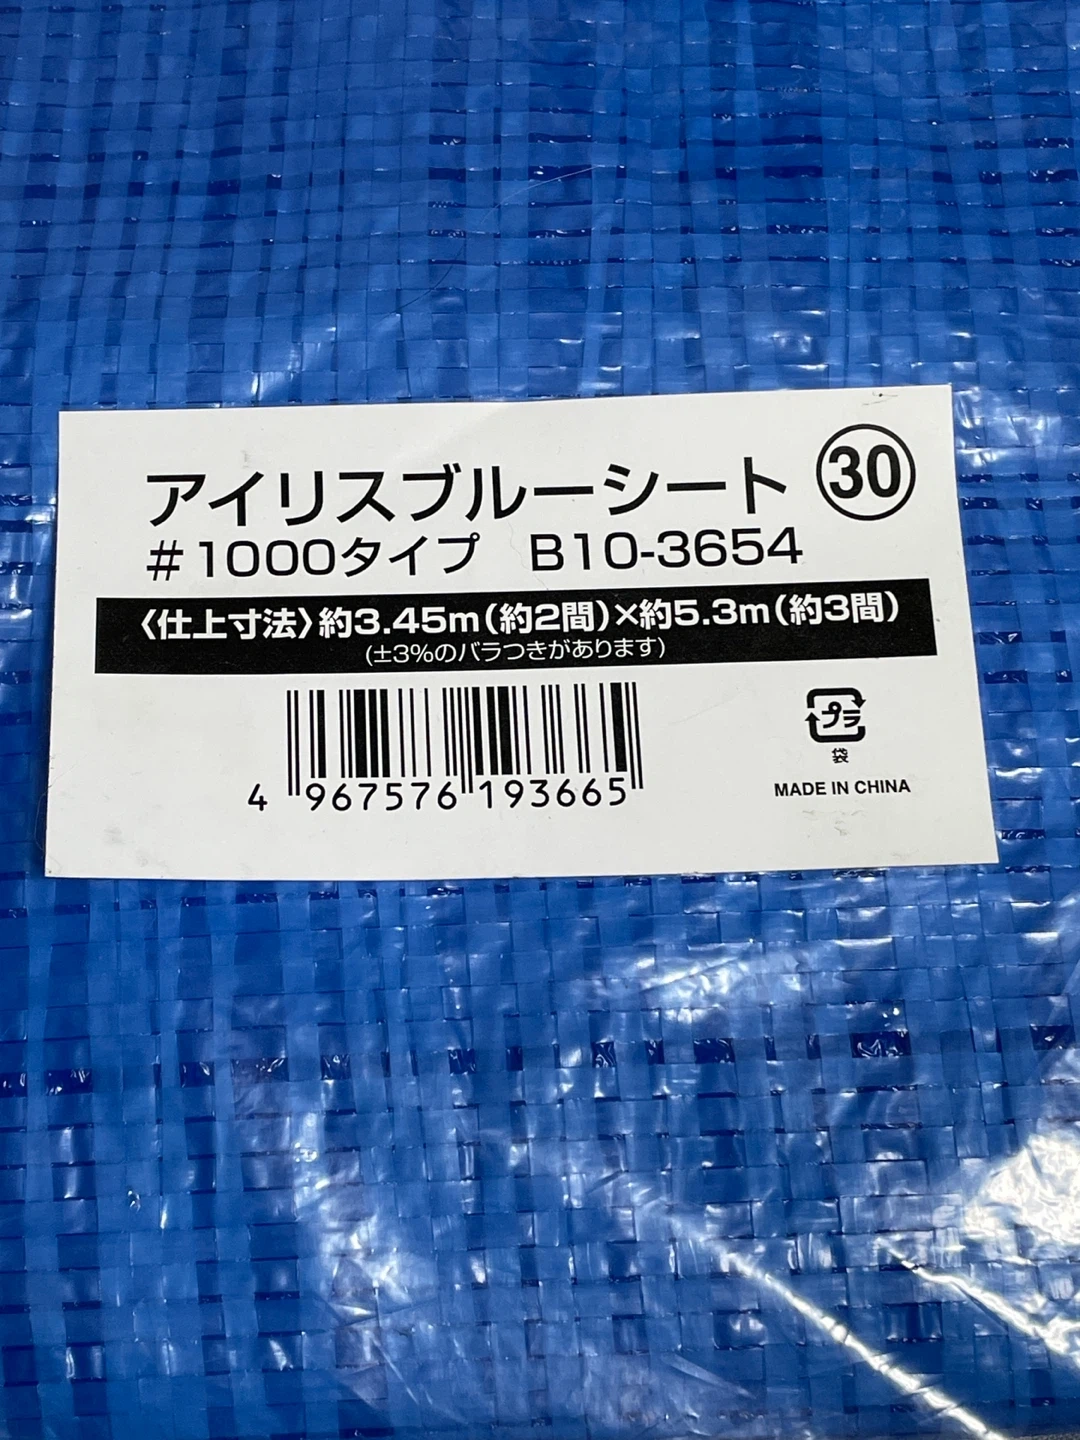 アイリスブルーシート 30
#1000タイプ B10-3654
〈仕上寸法〉約3.45m(約2間)×約5.3m(約3間)
(±3%のバラつきがあります)
プラ
袋
4 967576 193665
MADE IN CHINA